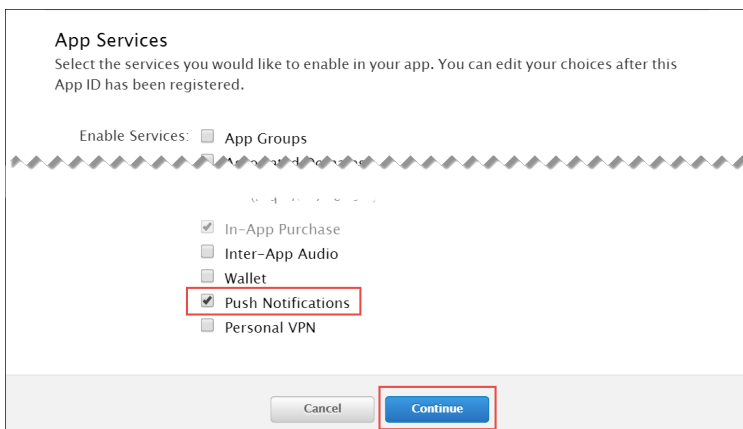 App Services
Select the services you would like to enable in your app. You can edit your choices after this
App ID has been registered.
Enable Services:
App Groups
In-App Purchase
Inter-App Audio
Wallet
Push Notifications
Personal VPN
Cancel
Continue